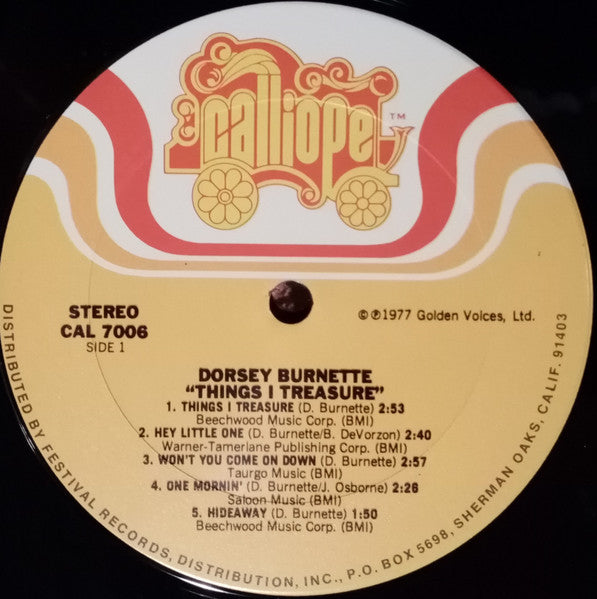 calliope
TM
STEREO
CAL 7006
SIDE 1
© ℗ 1977 Golden Voices, Ltd.
DORSEY BURNETTE
"THINGS I TREASURE"
1. THINGS I TREASURE (D. Burnette) 2:53
Beechwood Music Corp. (BMI)
2. HEY LITTLE ONE (D. Burnette/B. DeVorzon) 2:40
Warner-Tamerlane Publishing Corp. (BMI)
3. WON'T YOU COME ON DOWN (D. Burnette) 2:57
Taurgo Music (BMI)
4. ONE MORNIN' (D. Burnette/J. Osborne) 2:26
Saloon Music (BMI)
5. HIDEAWAY (D. Burnette) 1:50
Beechwood Music Corp. (BMI)
DISTRIBUTED BY FESTIVAL RECORDS, DISTRIBUTION, INC., P.O. BOX 5698, SHERMAN OAKS, CALIF. 91403